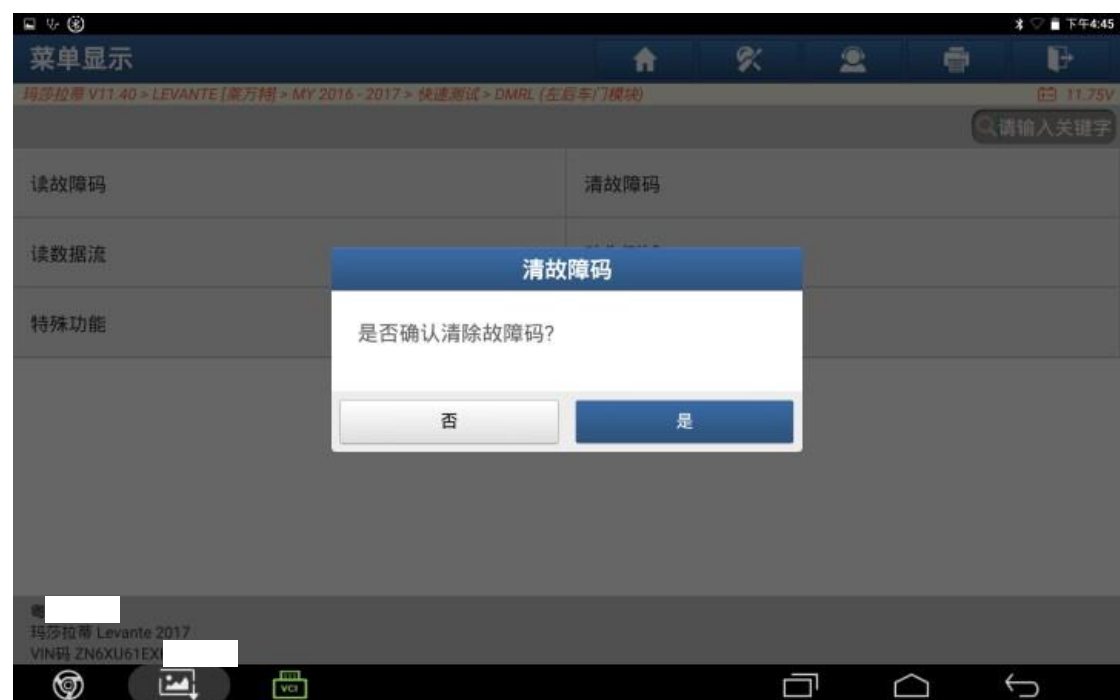 下午4:45
菜单显示
玛莎拉蒂 V11.40 > LEVANTE [莱万特] > MY 2016 - 2017 > 快速测试 > DMRL (左后车门模块)
11.75V
请输入关键字
读故障码
清故障码
读数据流
特殊功能
清故障码
是否确认清除故障码?
否
是
玛莎拉蒂 Levante 2017
VIN码 ZN6XU61EX
VCI